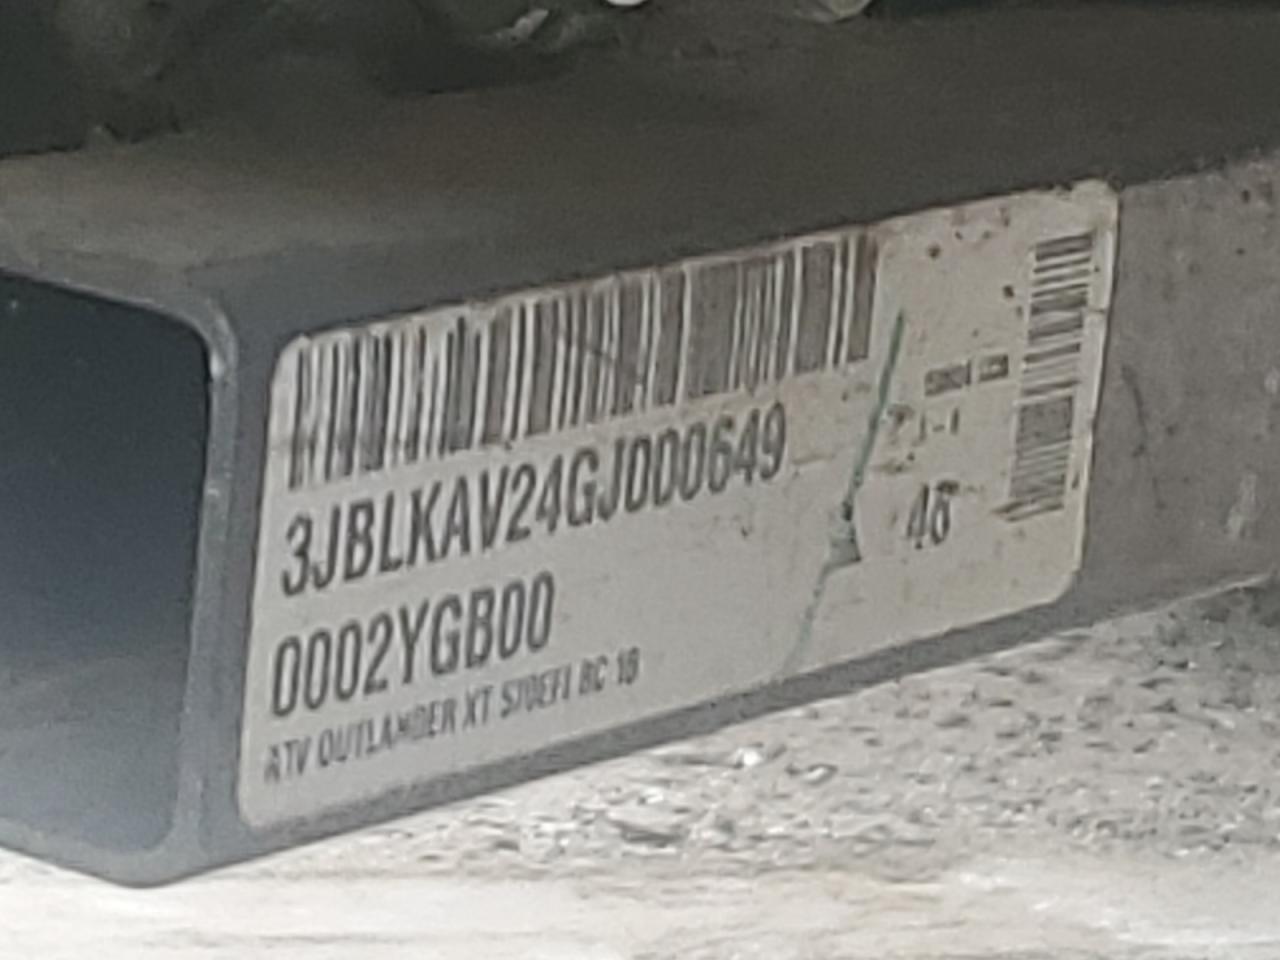 3JBLKAV24GJ000649
0002YGB00
ATV OUTLANDER XT 570EFI BC 16
46